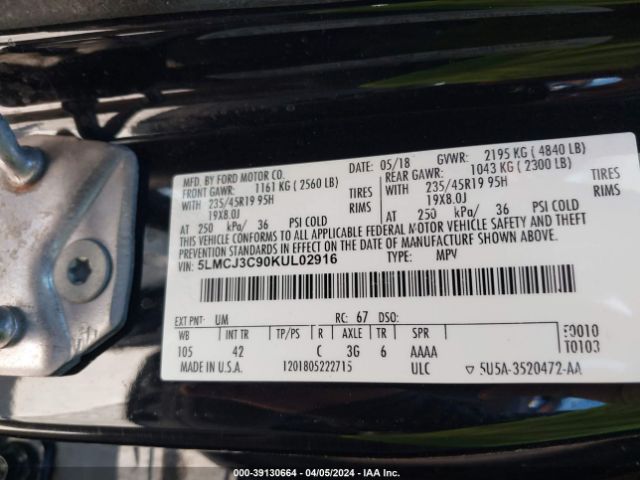 MFD. BY FORD MOTOR CO. 05/18 GVWR: 2195 KG ( 4840 LB)
FRONT GAWR: 1161 KG ( 2560 LB) REAR GAWR: 1043 KG ( 2300 LB)
WITH 235/45R19 95H TIRES WITH 235/45R19 95H TIRES
19X8.0J RIMS 19X8.0J RIMS
AT 250 kPa/ 36 PSI COLD AT 250 kPa/ 36 PSI COLD
THIS VEHICLE CONFORMS TO ALL APPLICABLE FEDERAL MOTOR VEHICLE SAFETY AND THEFT
PREVENTION STANDARDS IN EFFECT ON THE DATE OF MANUFACTURE SHOWN ABOVE.
VIN: 5LMCJ3C90KUL02916 TYPE: MPV
EXT PNT: UM RC: 67 DSO:
WB INT TR TP/PS R AXLE TR SPR
105 42 C 3G 6 AAAA
F0010
T0103
MADE IN U.S.A. 1201805222715 ULC ▽ 5U5A-3520472-AA
000-39130664 - 04/05/2024 - IAA Inc.